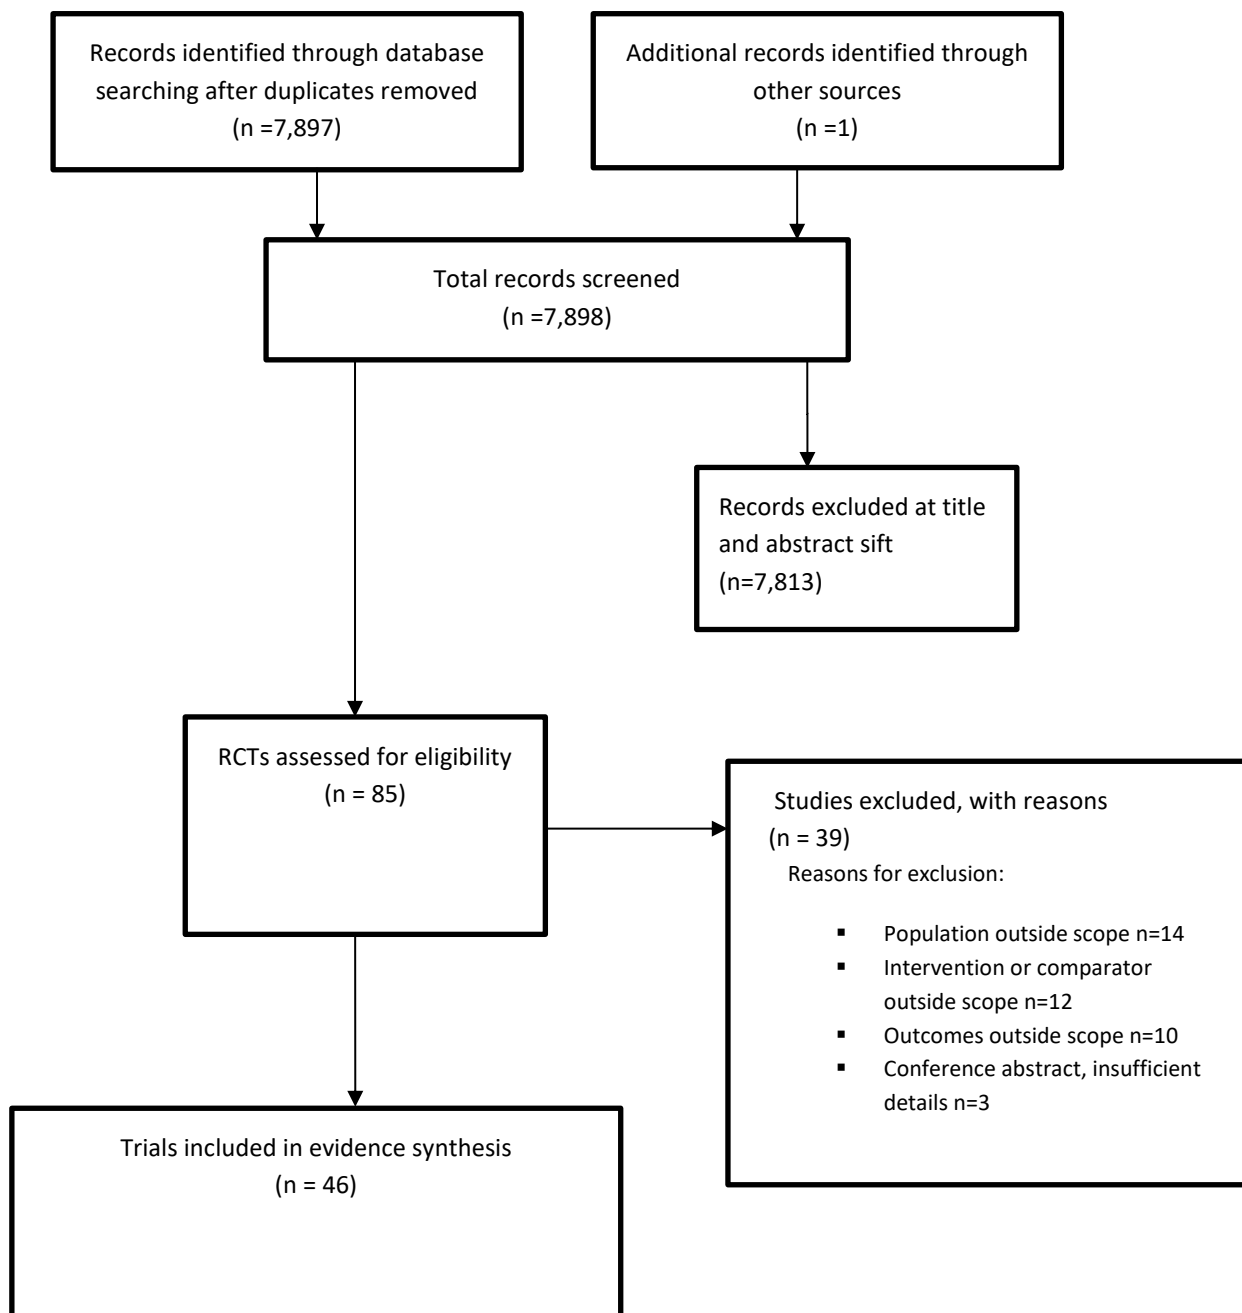 Records identified through database
searching after duplicates removed
(n =7,897)
Additional records identified through
other sources
(n =1)
Total records screened
(n =7,898)
Records excluded at title
and abstract sift
(n=7,813)
RCTs assessed for eligibility
(n = 85)
Studies excluded, with reasons
(n = 39)
Reasons for exclusion:
▪ Population outside scope n=14
▪ Intervention or comparator
outside scope n=12
▪ Outcomes outside scope n=10
▪ Conference abstract, insufficient
details n=3
Trials included in evidence synthesis
(n = 46)